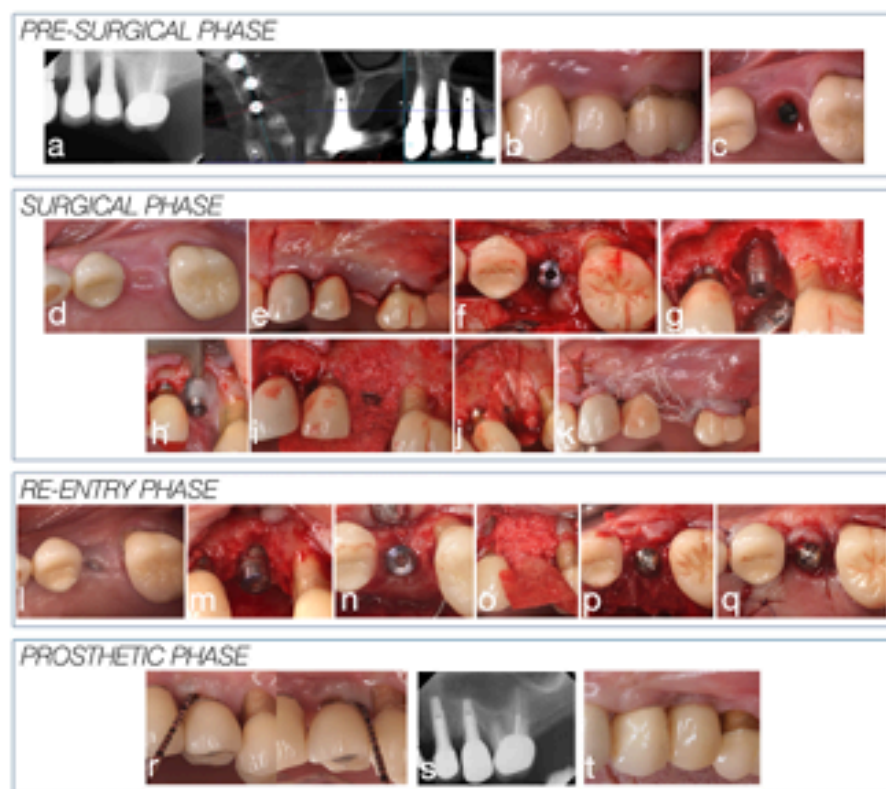 PRE-SURGICAL PHASE
a b c
SURGICAL PHASE
d e f g
h i j k
RE-ENTRY PHASE
l m n o p q
PROSTHETIC PHASE
r s t